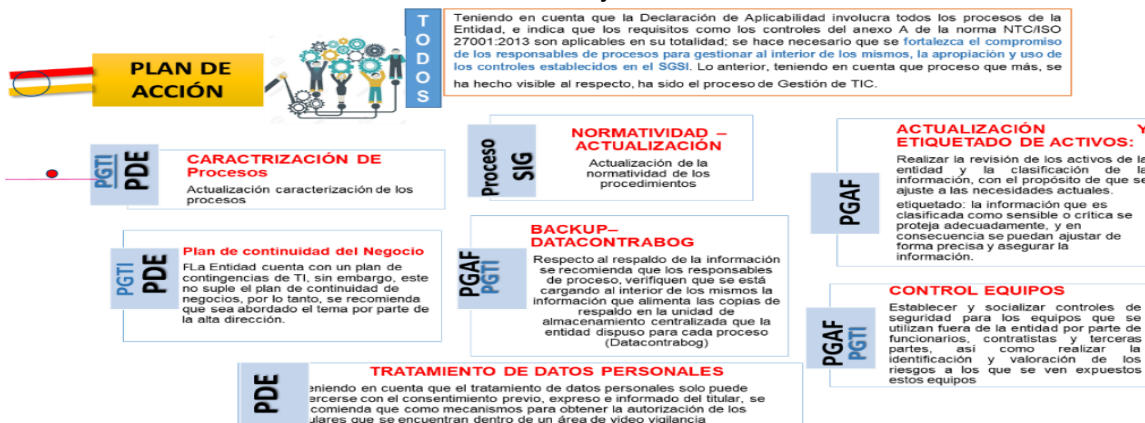 PLAN DE
ACCIÓN
TODOS
Teniendo en cuenta que la Declaración de Aplicabilidad involucra todos los procesos de la
Entidad, e indica que los requisitos como los controles del anexo A de la norma NTC/ISO
27001:2013 son aplicables en su totalidad; se hace necesario que se fortalezca el compromiso
de los responsables de procesos para gestionar al interior de los mismos, la apropiación y uso de
los controles establecidos en el SGSI. Lo anterior, teniendo en cuenta que proceso que más, se
ha hecho visible al respecto, ha sido el proceso de Gestión de TIC.
PGTI
PDE
CARACTRIZACIÓN DE
Procesos
Actualización caracterización de los
procesos
Proceso
SIG
NORMATIVIDAD –
ACTUALIZACIÓN
Actualización de la
normatividad de los
procedimientos
PGAF
ACTUALIZACIÓN Y
ETIQUETADO DE ACTIVOS:
Realizar la revisión de los activos de la
entidad y la clasificación de la
información, con el propósito de que se
ajuste a las necesidades actuales.
etiquetado: la información que es
clasificada como sensible o crítica se
proteja adecuadamente, y en
consecuencia se puedan ajustar de
forma precisa y asegurar la
información.
PGTI
PDE
Plan de continuidad del Negocio
FLa Entidad cuenta con un plan de
contingencias de TI, sin embargo, este
no suple el plan de continuidad de
negocios, por lo tanto, se recomienda
que sea abordado el tema por parte de
la alta dirección.
PGAF
PGTI
BACKUP–
DATACONTRABOG
Respecto al respaldo de la información
se recomienda que los responsables
de proceso, verifiquen que se está
cargando al interior de los mismos la
información que alimenta las copias de
respaldo en la unidad de
almacenamiento centralizada que la
entidad dispuso para cada proceso
(Datacontrabog)
PGAF
PGTI
CONTROL EQUIPOS
Establecer y socializar controles de
seguridad para los equipos que se
utilizan fuera de la entidad por parte de
funcionarios, contratistas y terceras
partes, así como realizar la
identificación y valoración de los
riesgos a los que se ven expuestos
estos equipos
PDE
TRATAMIENTO DE DATOS PERSONALES
eniendo en cuenta que el tratamiento de datos personales solo puede
ercerse con el consentimiento previo, expreso e informado del titular, se
comienda que como mecanismos para obtener la autorización de los
ulares que se encuentran dentro de un área de video vigilancia